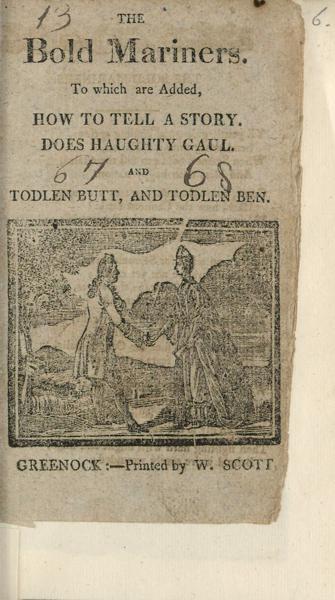 13
6.
THE
Bold Mariners.
To which are Added,
HOW TO TELL A STORY.
DOES HAUGHTY GAUL.
AND
67 68
TODLEN BUTT, AND TODLEN BEN.
GREENOCK:—Printed by W. SCOTT